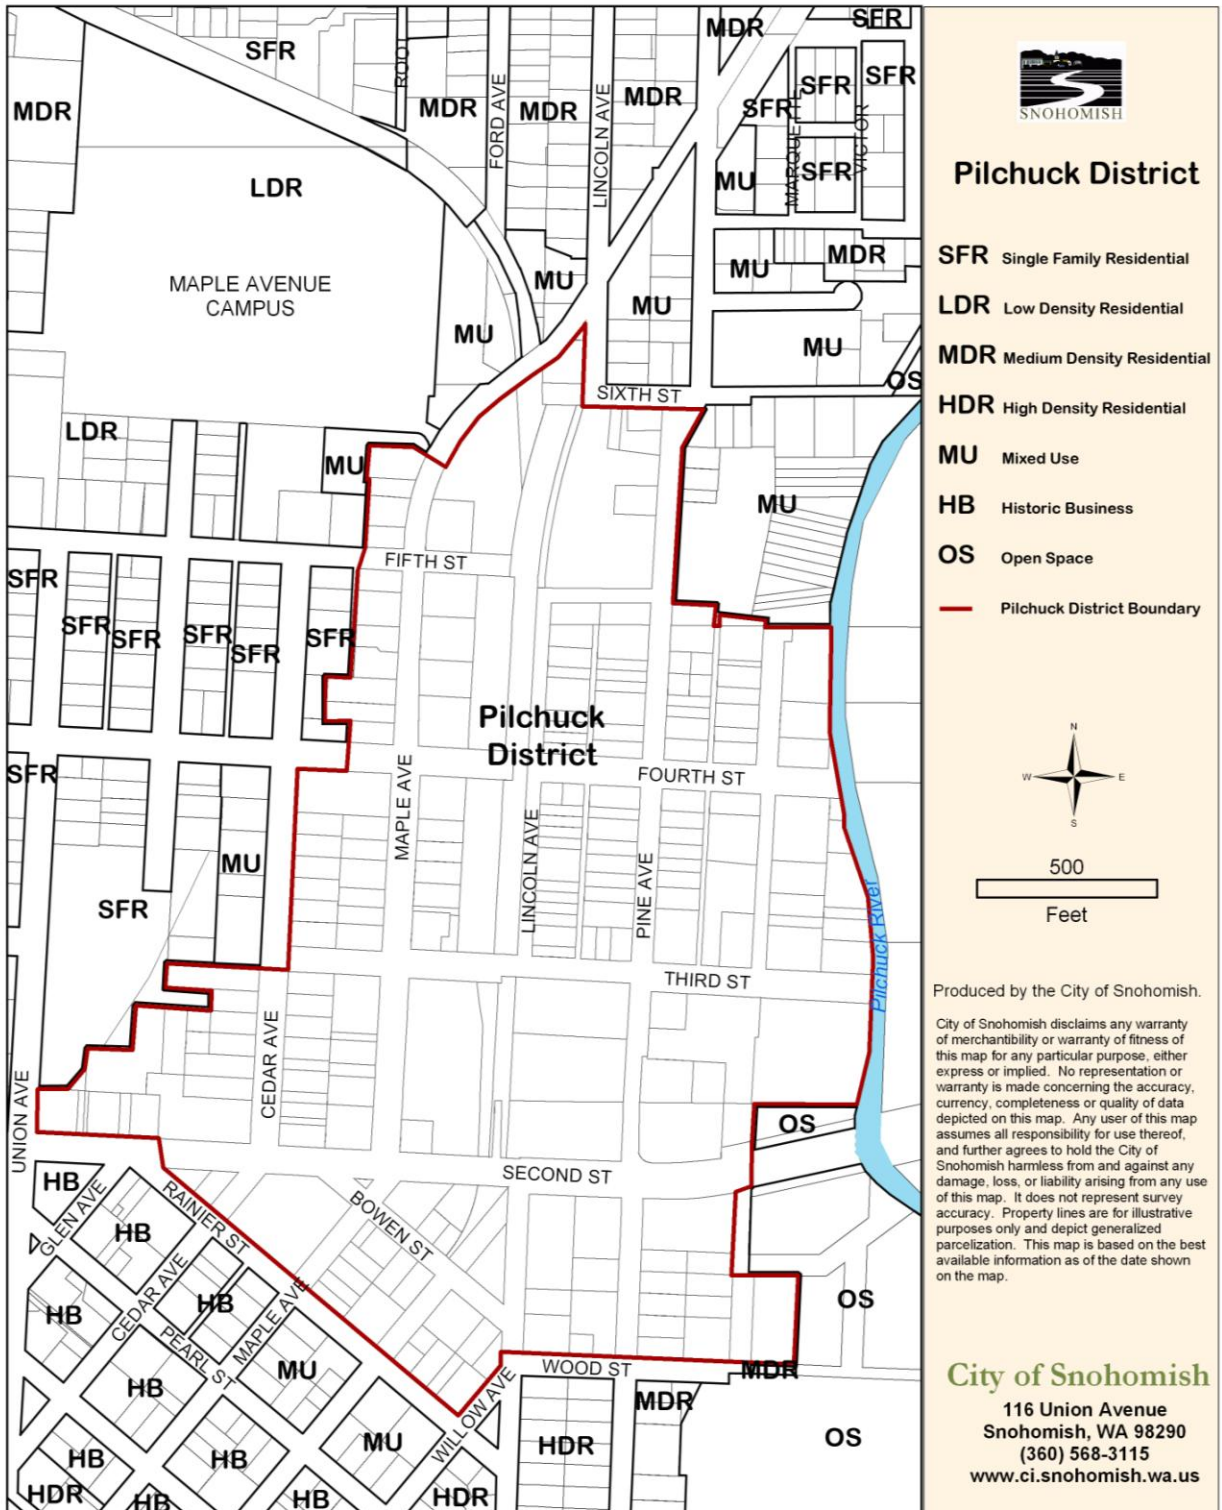 SFR
MDR
SFR
ROOT
MDR
FORD AVE
MDR
LINCOLN AVE
MDR
SFR
SFR
SFR
MDR
MARQUETTE
SFR
VICTOR
LDR
MU
MAPLE AVENUE
CAMPUS
MU
MU
MU
MU
MDR
MU
OS
SIXTH ST
LDR
MU
MU
FIFTH ST
SFR
SFR
SFR
SFR
SFR
SFR
Pilchuck
District
SFR
FOURTH ST
MAPLE AVE
LINCOLN AVE
PINE AVE
MU
SFR
Pilchuck River
THIRD ST
CEDAR AVE
UNION AVE
OS
SECOND ST
HB
GLEN AVE
RAINIER ST
BOWEN ST
HB
CEDAR AVE
HB
HB
MAPLE AVE
PEARL ST
OS
MU
HB
WOOD ST
MDR
WILLOW AVE
MDR
MU
HDR
OS
HB
HB
HDR
HB
HB
HDR
SNOHOMISH
Pilchuck District
SFR Single Family Residential
LDR Low Density Residential
MDR Medium Density Residential
HDR High Density Residential
MU Mixed Use
HB Historic Business
OS Open Space
Pilchuck District Boundary
N
W E
S
500
Feet
Produced by the City of Snohomish.
City of Snohomish disclaims any warranty
of merchantibility or warranty of fitness of
this map for any particular purpose, either
express or implied. No representation or
warranty is made concerning the accuracy,
currency, completeness or quality of data
depicted on this map. Any user of this map
assumes all responsibility for use thereof,
and further agrees to hold the City of
Snohomish harmless from and against any
damage, loss, or liability arising from any use
of this map. It does not represent survey
accuracy. Property lines are for illustrative
purposes only and depict generalized
parcelization. This map is based on the best
available information as of the date shown
on the map.
City of Snohomish
116 Union Avenue
Snohomish, WA 98290
(360) 568-3115
www.ci.snohomish.wa.us